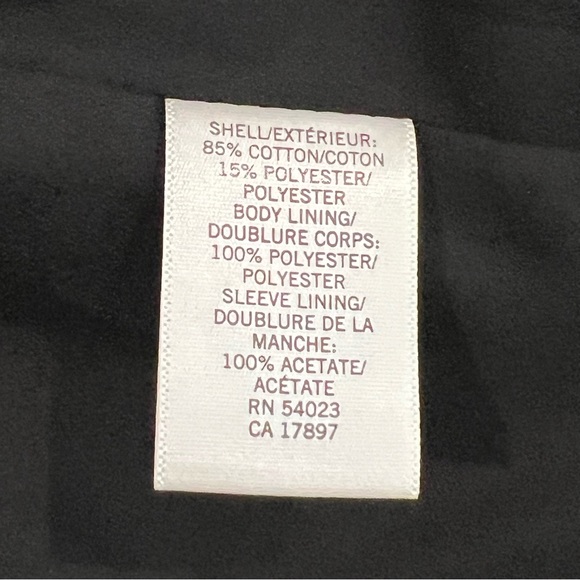 SHELL/EXTÉRIEUR:
85% COTTON/COTON
15% POLYESTER/
POLYESTER
BODY LINING/
DOUBLURE CORPS:
100% POLYESTER/
POLYESTER
SLEEVE LINING/
DOUBLURE DE LA
MANCHE:
100% ACETATE/
ACÉTATE
RN 54023
CA 17897